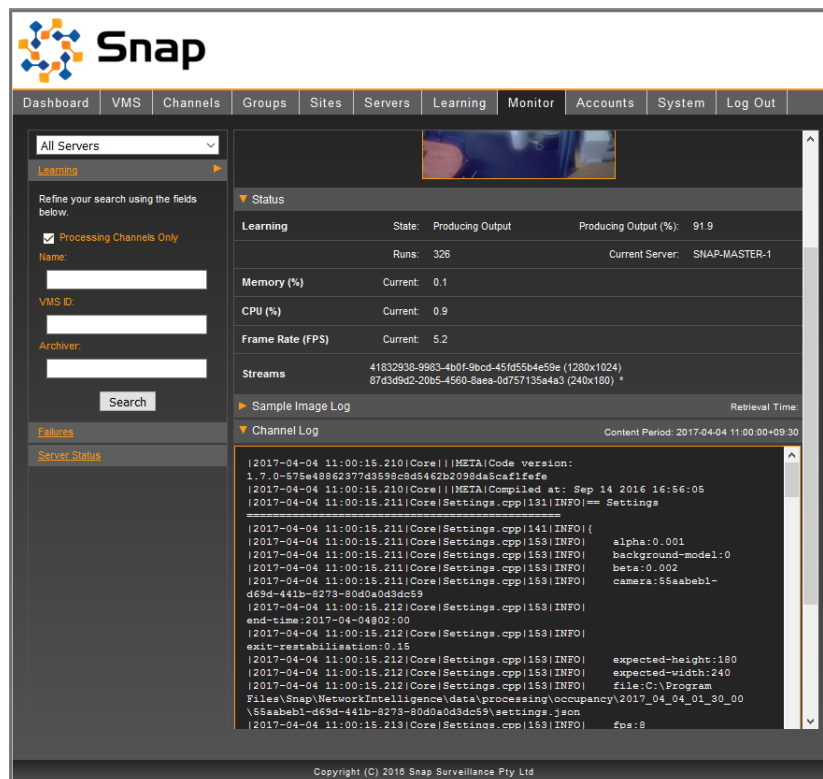 Snap
Dashboard VMS Channels Groups Sites Servers Learning Monitor Accounts System Log Out
All Servers
Learning
Refine your search using the fields
below.
Processing Channels Only
Name:
VMS ID:
Archiver:
Search
Failures
Server Status
Status
Learning State: Producing Output Producing Output (%): 91.9
Runs: 326 Current Server: SNAP-MASTER-1
Memory (%) Current: 0.1
CPU (%) Current: 0.9
Frame Rate (FPS) Current: 5.2
Streams 41832938-9983-4b0f-9bcd-45fd55b4e59e (1280x1024)
87d3d9d2-20b5-4560-8aea-0d757135a4a3 (240x180) *
Sample Image Log Retrieval Time:
Channel Log Content Period: 2017-04-04 11:00:00+09:30
|2017-04-04 11:00:15.210|Core|||META|Code version:
1.7.0-575e48862377d3598c8d5462b2098da5caf1fefe
|2017-04-04 11:00:15.210|Core|||META|Compiled at: Sep 14 2016 16:56:05
|2017-04-04 11:00:15.211|Core|Settings.cpp|131|INFO|== Settings
==================================================
|2017-04-04 11:00:15.211|Core|Settings.cpp|141|INFO|{
|2017-04-04 11:00:15.211|Core|Settings.cpp|153|INFO| alpha:0.001
|2017-04-04 11:00:15.211|Core|Settings.cpp|153|INFO| background-model:0
|2017-04-04 11:00:15.211|Core|Settings.cpp|153|INFO| beta:0.002
|2017-04-04 11:00:15.211|Core|Settings.cpp|153|INFO| camera:55aabeb1-
d69d-441b-8273-80d0a0d3dc59
|2017-04-04 11:00:15.212|Core|Settings.cpp|153|INFO|
end-time:2017-04-04@02:00
|2017-04-04 11:00:15.212|Core|Settings.cpp|153|INFO|
exit-restabilisation:0.15
|2017-04-04 11:00:15.212|Core|Settings.cpp|153|INFO| expected-height:180
|2017-04-04 11:00:15.212|Core|Settings.cpp|153|INFO| expected-width:240
|2017-04-04 11:00:15.212|Core|Settings.cpp|153|INFO| file:C:\Program
Files\Snap\NetworkIntelligence\data\processing\occupancy\2017_04_04_01_30_00
\55aabeb1-d69d-441b-8273-80d0a0d3dc59\settings.json
|2017-04-04 11:00:15.213|Core|Settings.cpp|153|INFO| fps:8
Copyright (C) 2016 Snap Surveillance Pty Ltd